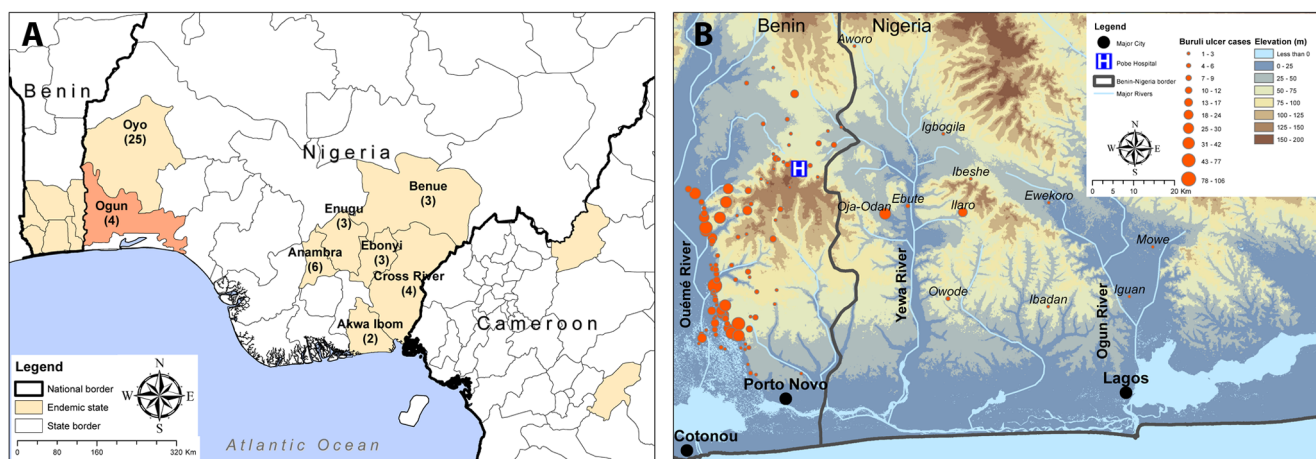 A
Benin
Oyo
(25)
Nigeria
Ogun
(4)
Benue
(3)
Enugu
(3)
Anambra
(6)
Ebonyi
(3)
Cross River
(4)
Akwa Ibom
(2)
Cameroon
Atlantic Ocean
Legend
National border
Endemic state
State border
N
W E
S
0 80 160 320 Km
B
Benin
Nigeria
Aworo
Igbogila
Ibeshe
Oja-Odan
Ebute
Ilaro
Ewekoro
Mowe
Owode
Ibadan
Iguan
Ouémé River
Yewa River
Ogun River
Porto Novo
Lagos
Cotonou
H
Legend
Major City
H
Pobe Hospital
Benin-Nigeria border
Major Rivers
N
W E
S
0 5 10 20 Km
Buruli ulcer cases
1 - 3
4 - 6
7 - 9
10 - 12
13 - 17
18 - 24
25 - 30
31 - 42
43 - 77
78 - 106
Elevation (m)
Less than 0
0 - 25
25 - 50
50 - 75
75 - 100
100 - 125
125 - 150
150 - 200